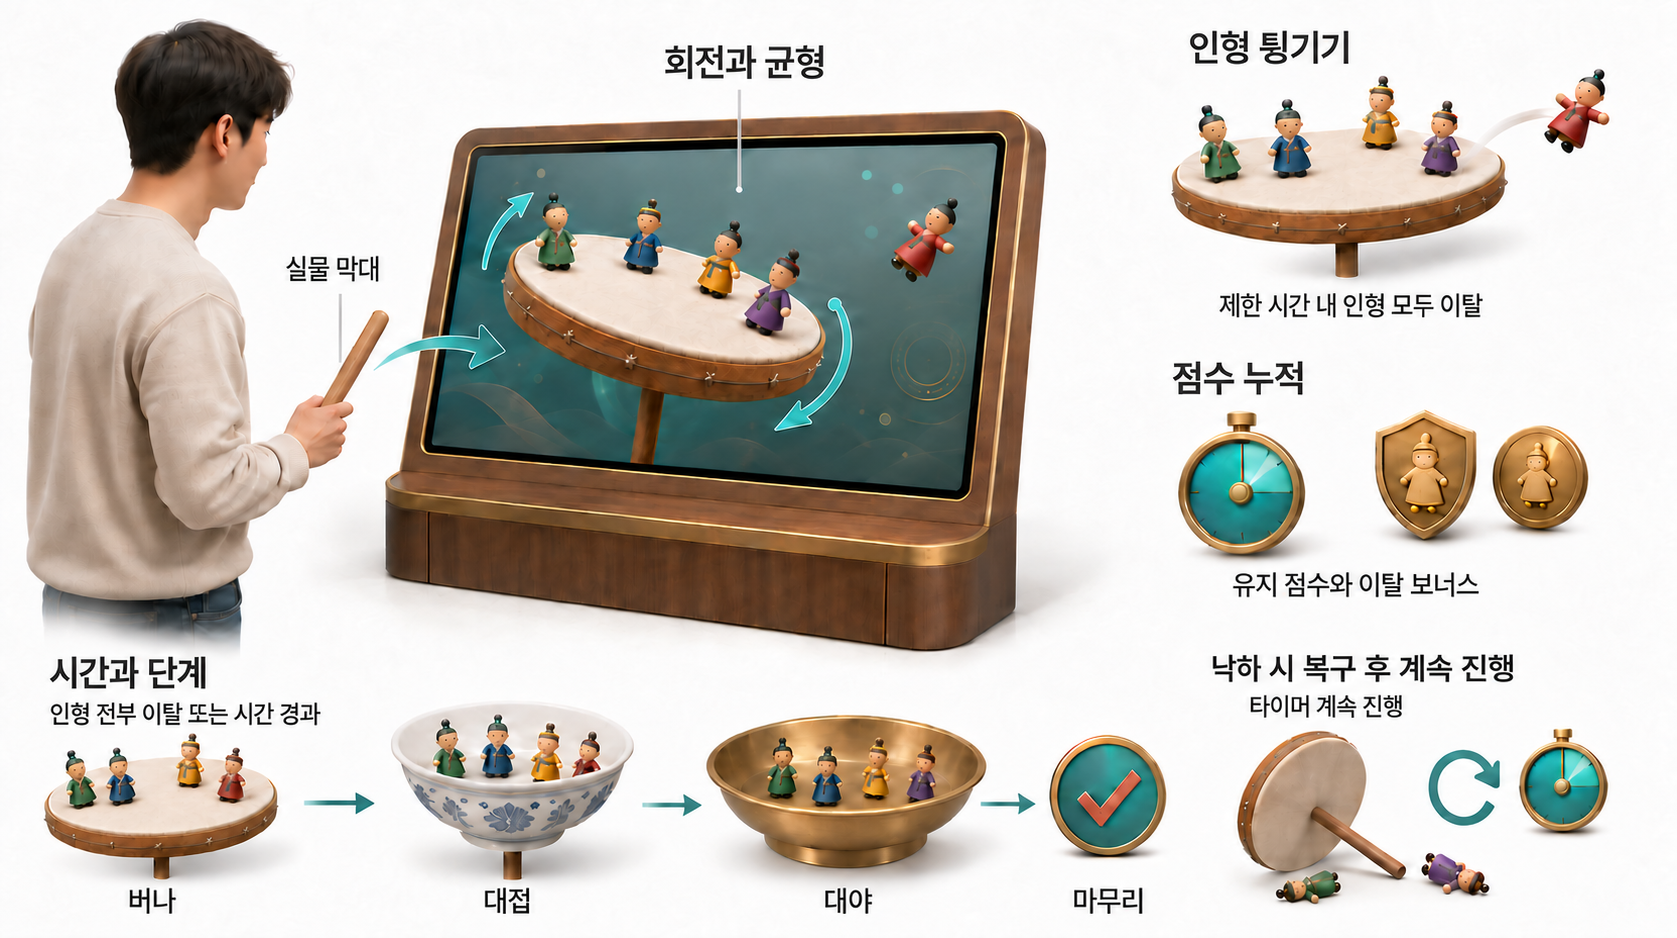 회전과 균형
실물 막대
인형 튕기기
제한 시간 내 인형 모두 이탈
점수 누적
유지 점수와 이탈 보너스
시간과 단계
인형 전부 이탈 또는 시간 경과
버나
대접
대야
마무리
낙하 시 복구 후 계속 진행
타이머 계속 진행